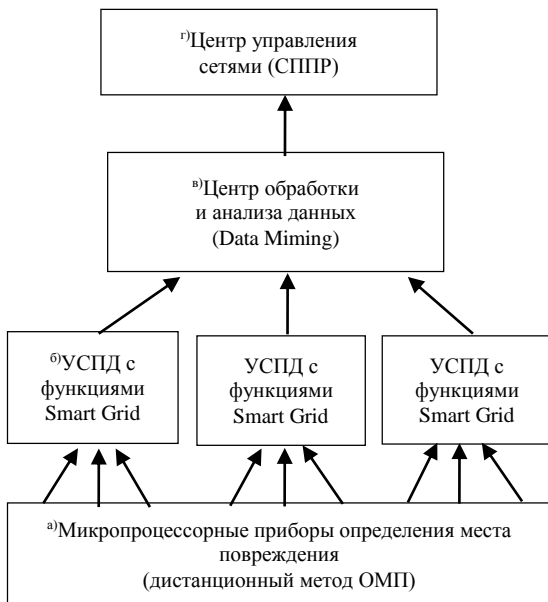 г)Центр управления
сетями (СППР)
в)Центр обработки
и анализа данных
(Data Miming)
б)УСПД с
функциями
Smart Grid
УСПД с
функциями
Smart Grid
УСПД с
функциями
Smart Grid
а)Микропроцессорные приборы определения места
повреждения
(дистанционный метод ОМП)